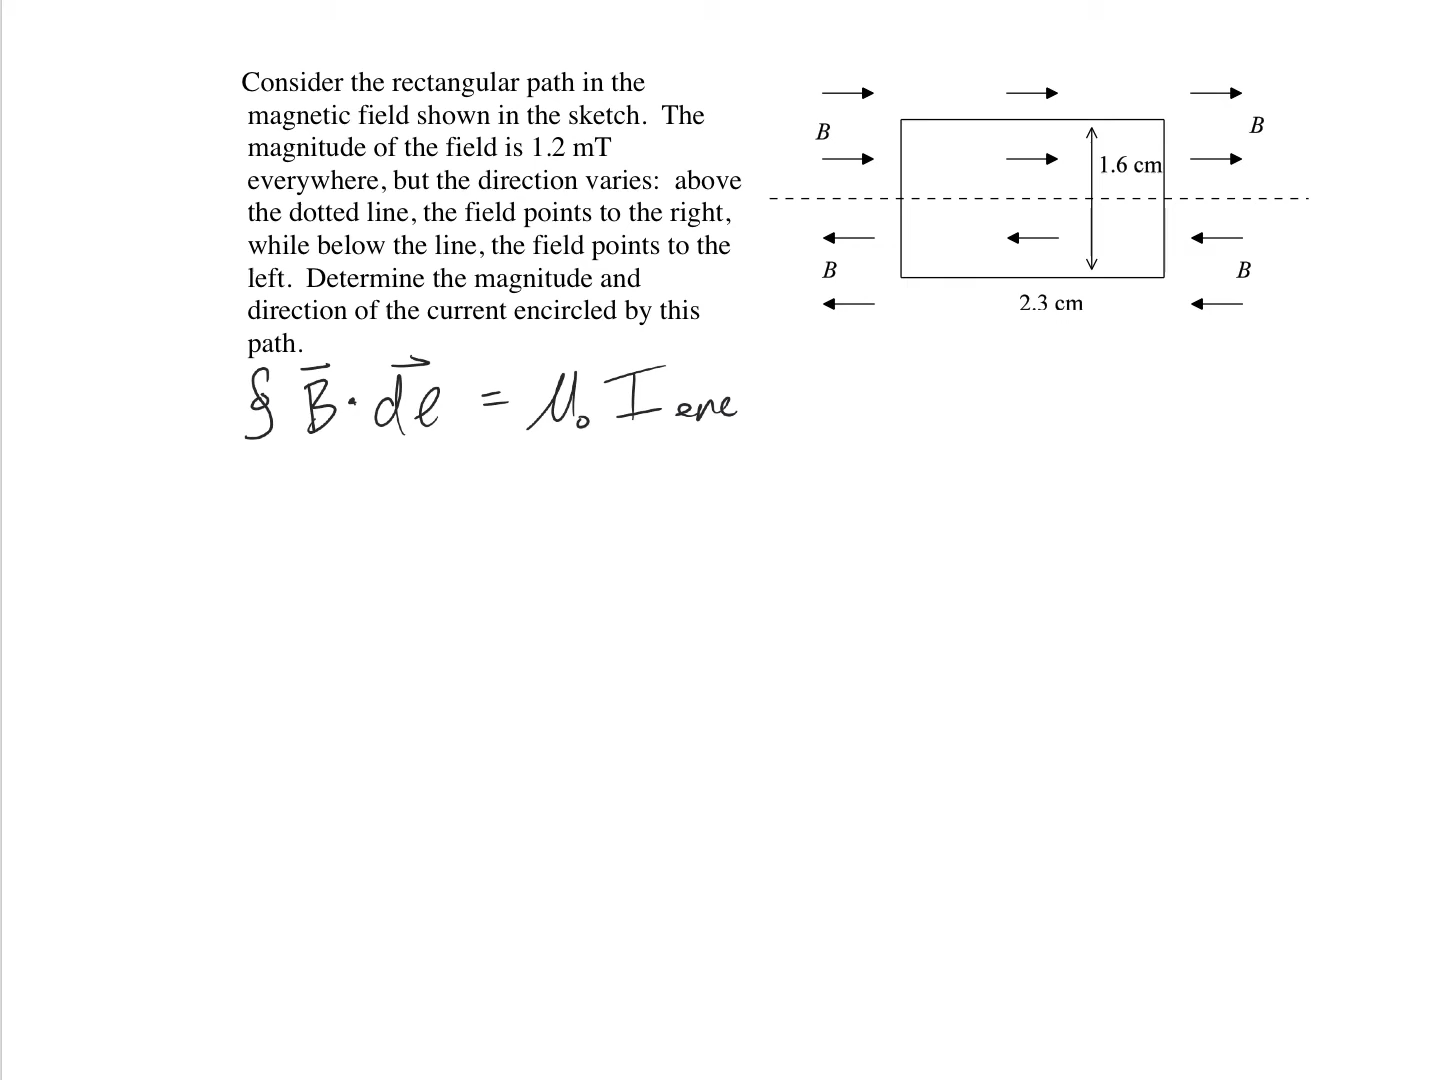 Consider the rectangular path in the
magnetic field shown in the sketch. The
magnitude of the field is 1.2 mT
everywhere, but the direction varies: above
the dotted line, the field points to the right,
while below the line, the field points to the
left. Determine the magnitude and
direction of the current encircled by this
path.
B
B
1.6 cm
B
B
2.3 cm
∮ B⃗ · dℓ⃗ = μ₀ I enc